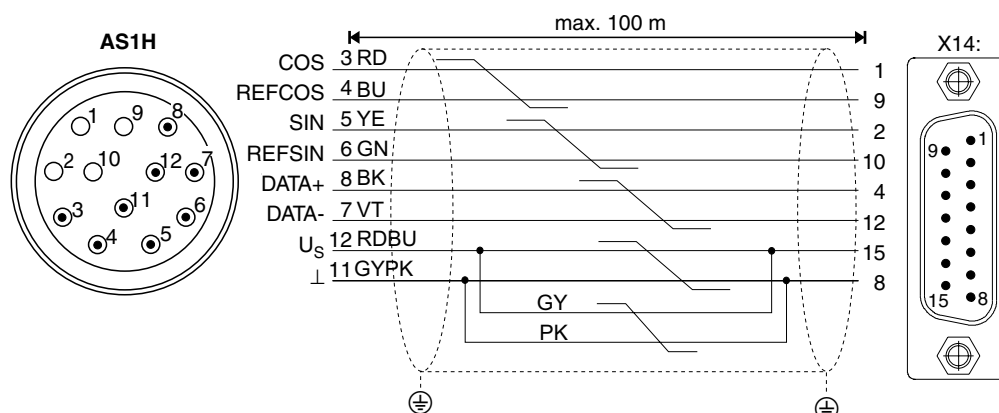 max. 100 m
AS1H
X14:
COS 3 RD 1
REFCOS 4 BU 9
SIN 5 YE 2
REFSIN 6 GN 10
DATA+ 8 BK 4
DATA- 7 VT 12
US 12 RDBU 15
⊥ 11 GYPK 8
GY
PK
1 9 8
2 10 12 7
3 11 6
4 5
9 1
15 8